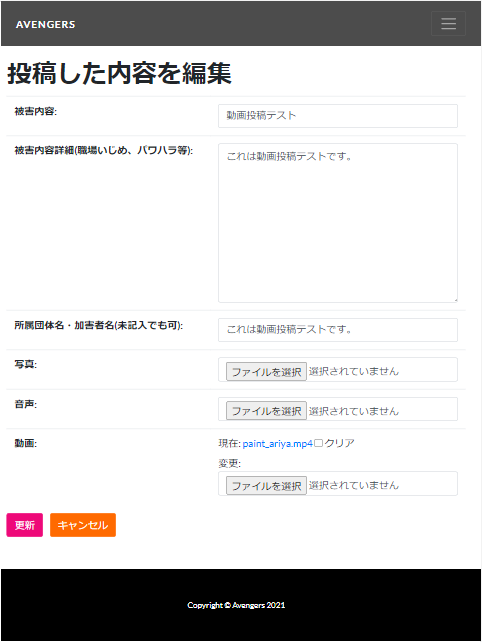 AVENGERS
投稿した内容を編集
被害内容:
動画投稿テスト
被害内容詳細(職場いじめ、パワハラ等):
これは動画投稿テストです。
所属団体名・加害者名(未記入でも可):
これは動画投稿テストです。
写真:
ファイルを選択 選択されていません
音声:
ファイルを選択 選択されていません
動画:
現在: paint_ariya.mp4 クリア
変更:
ファイルを選択 選択されていません
更新 キャンセル
Copyright © Avengers 2021